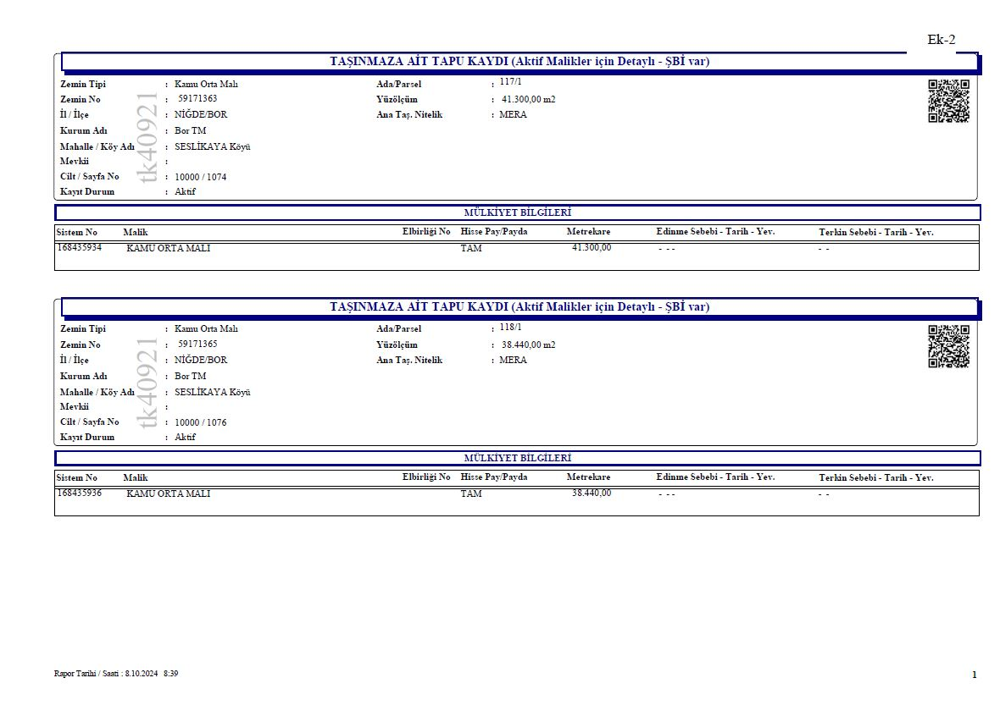 Ek-2
TAŞINMAZA AİT TAPU KAYDI (Aktif Malikler için Detaylı - ŞBİ var)
Zemin Tipi : Kamu Orta Malı Ada/Parsel : 117/1
Zemin No : 59171363 Yüzölçüm : 41.300,00 m2
İl / İlçe : NİĞDE/BOR Ana Taş. Nitelik : MERA
Kurum Adı : Bor TM
Mahalle / Köy Adı : SESLİKAYA Köyü
Mevkii :
Cilt / Sayfa No : 10000 / 1074
Kayıt Durum : Aktif
tk40921
MÜLKİYET BİLGİLERİ
Sistem No Malik Elbirliği No Hisse Pay/Payda Metrekare Edinme Sebebi - Tarih - Yev. Terkin Sebebi - Tarih - Yev.
168435934 KAMU ORTA MALI TAM 41.300,00 - - - - -
TAŞINMAZA AİT TAPU KAYDI (Aktif Malikler için Detaylı - ŞBİ var)
Zemin Tipi : Kamu Orta Malı Ada/Parsel : 118/1
Zemin No : 59171365 Yüzölçüm : 38.440,00 m2
İl / İlçe : NİĞDE/BOR Ana Taş. Nitelik : MERA
Kurum Adı : Bor TM
Mahalle / Köy Adı : SESLİKAYA Köyü
Mevkii :
Cilt / Sayfa No : 10000 / 1076
Kayıt Durum : Aktif
tk40921
MÜLKİYET BİLGİLERİ
Sistem No Malik Elbirliği No Hisse Pay/Payda Metrekare Edinme Sebebi - Tarih - Yev. Terkin Sebebi - Tarih - Yev.
168435936 KAMU ORTA MALI TAM 38.440,00 - - - - -
Rapor Tarihi / Saati : 8.10.2024 8:39
1